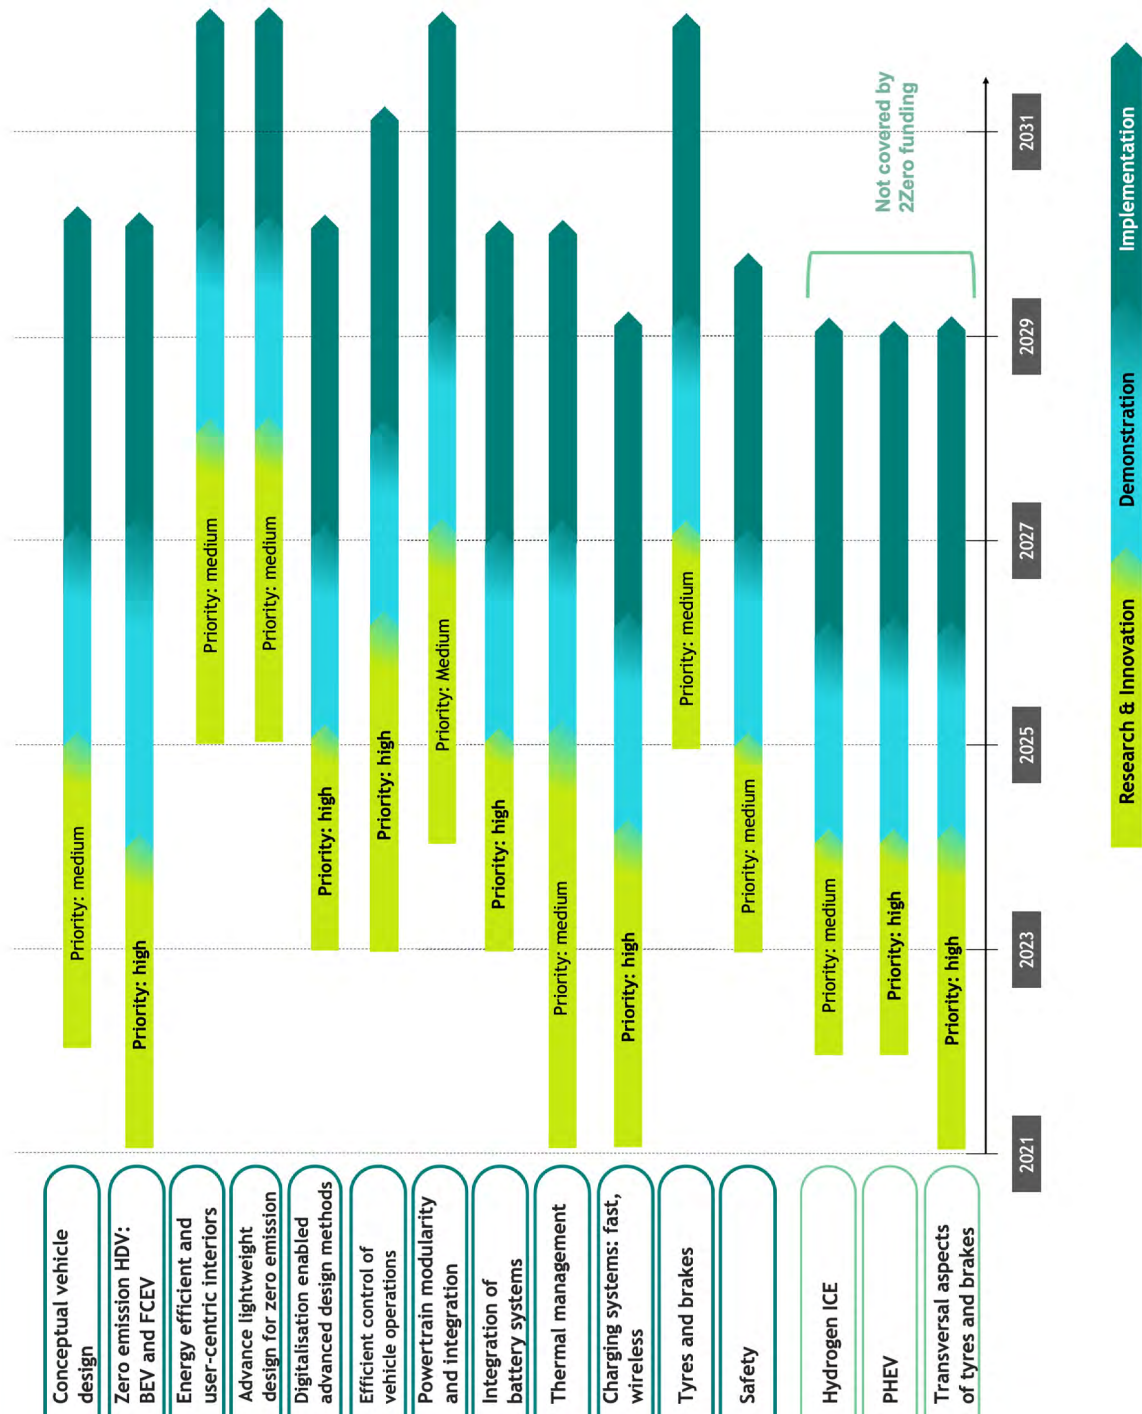 Conceptual vehicle
design
Priority: medium
Zero emission HDV:
BEV and FCEV
Priority: high
Energy efficient and
user-centric interiors
Priority: medium
Advance lightweight
design for zero emission
Priority: medium
Digitalisation enabled
advanced design methods
Priority: high
Efficient control of
vehicle operations
Priority: high
Powertrain modularity
and integration
Priority: Medium
Integration of
battery systems
Priority: high
Thermal management
Priority: medium
Charging systems: fast,
wireless
Priority: high
Tyres and brakes
Priority: medium
Safety
Priority: medium
Hydrogen ICE
Priority: medium
PHEV
Priority: high
Transversal aspects
of tyres and brakes
Priority: high
Not covered by
2Zero funding
2021
2023
2025
2027
2029
2031
Research & Innovation
Demonstration
Implementation